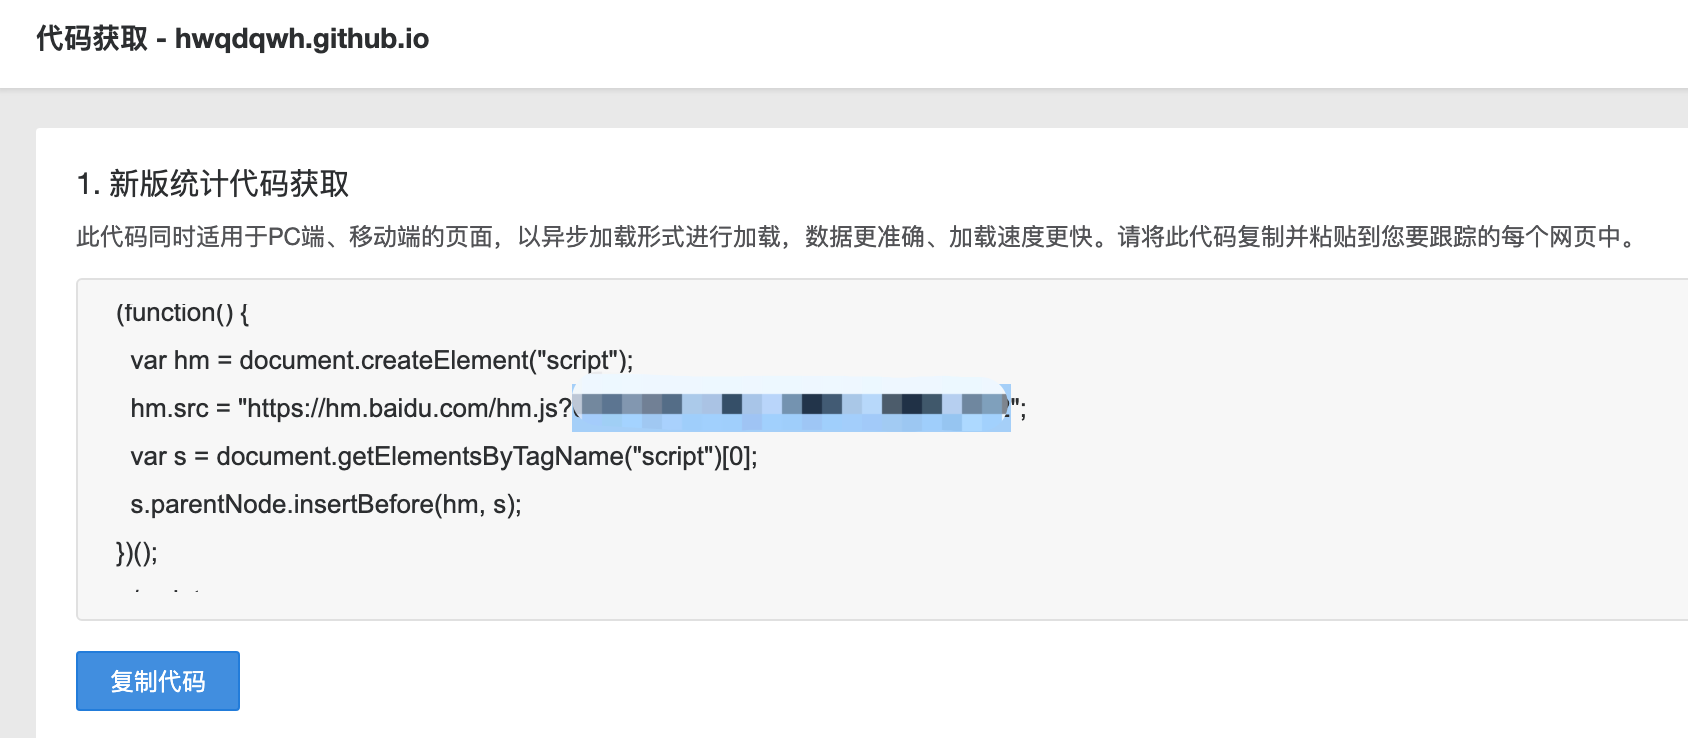 代码获取 - hwqdqwh.github.io
1. 新版统计代码获取
此代码同时适用于PC端、移动端的页面，以异步加载形式进行加载，数据更准确、加载速度更快。请将此代码复制并粘贴到您要跟踪的每个网页中。
(function() {
var hm = document.createElement("script");
hm.src = "https://hm.baidu.com/hm.js?";
var s = document.getElementsByTagName("script")[0];
s.parentNode.insertBefore(hm, s);
})();
复制代码